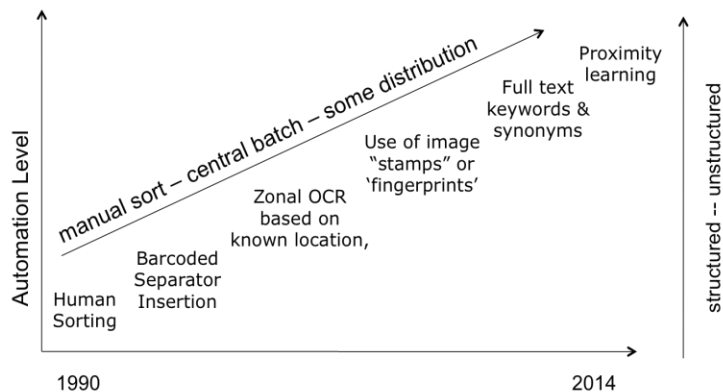 Automation Level
manual sort – central batch – some distribution
Human
Sorting
Barcoded
Separator
Insertion
Zonal OCR
based on
known location,
Use of image
“stamps” or
‘fingerprints’
Full text
keywords &
synonyms
Proximity
learning
structured -- unstructured
1990
2014